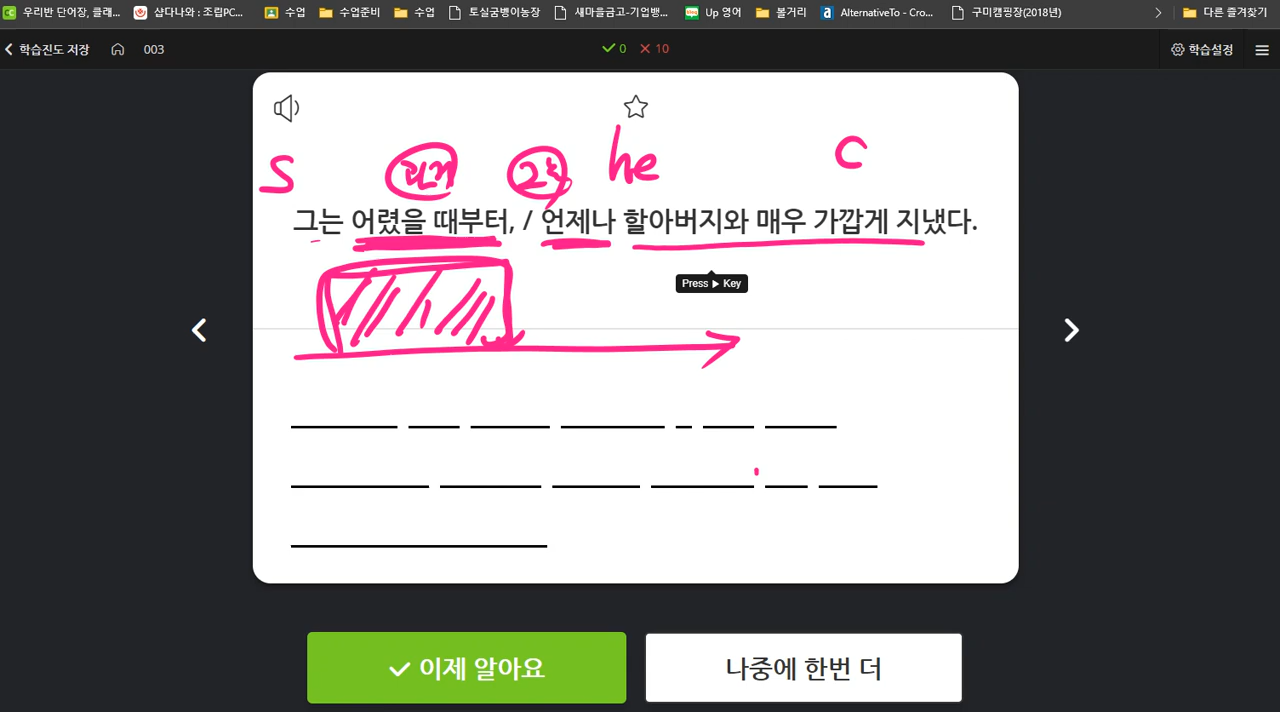 우리반 단어장, 클래... 샵다나와 : 조립PC... 수업 수업준비 수업 토실굼벵이농장 새마을금고-기업뱅... Up 영어 볼거리 AlternativeTo - Cro... 구미캠핑장(2018년) 다른 즐겨찾기
학습진도 저장 003 0 10 학습설정
S he C
그는 어렸을 때부터, / 언제나 할아버지와 매우 가깝게 지냈다.
Press ▶ Key
이제 알아요 나중에 한번 더